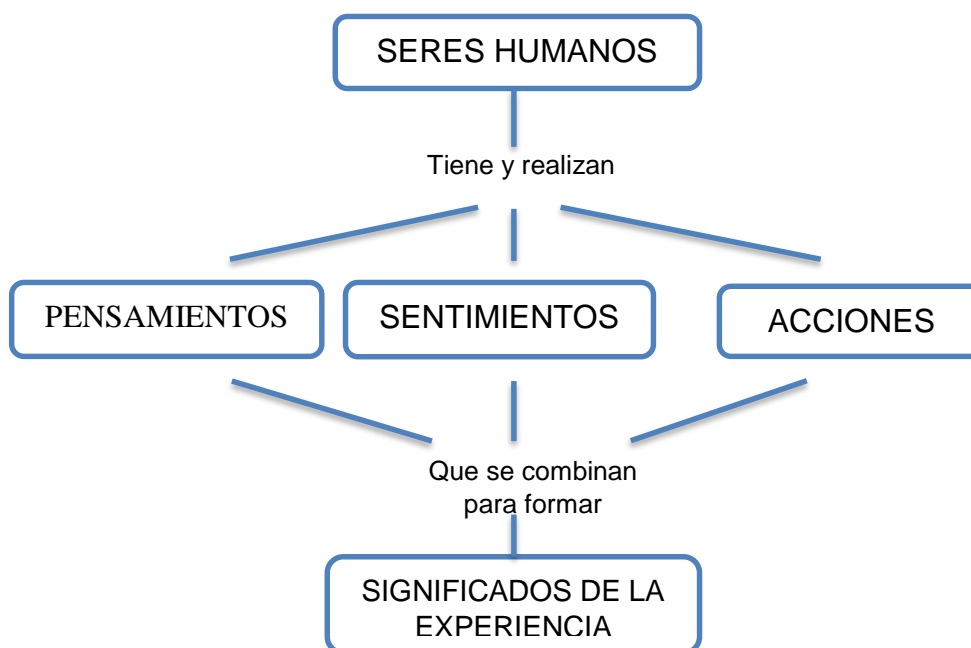 SERES HUMANOS
Tiene y realizan
PENSAMIENTOS
SENTIMIENTOS
ACCIONES
Que se combinan
para formar
SIGNIFICADOS DE LA
EXPERIENCIA